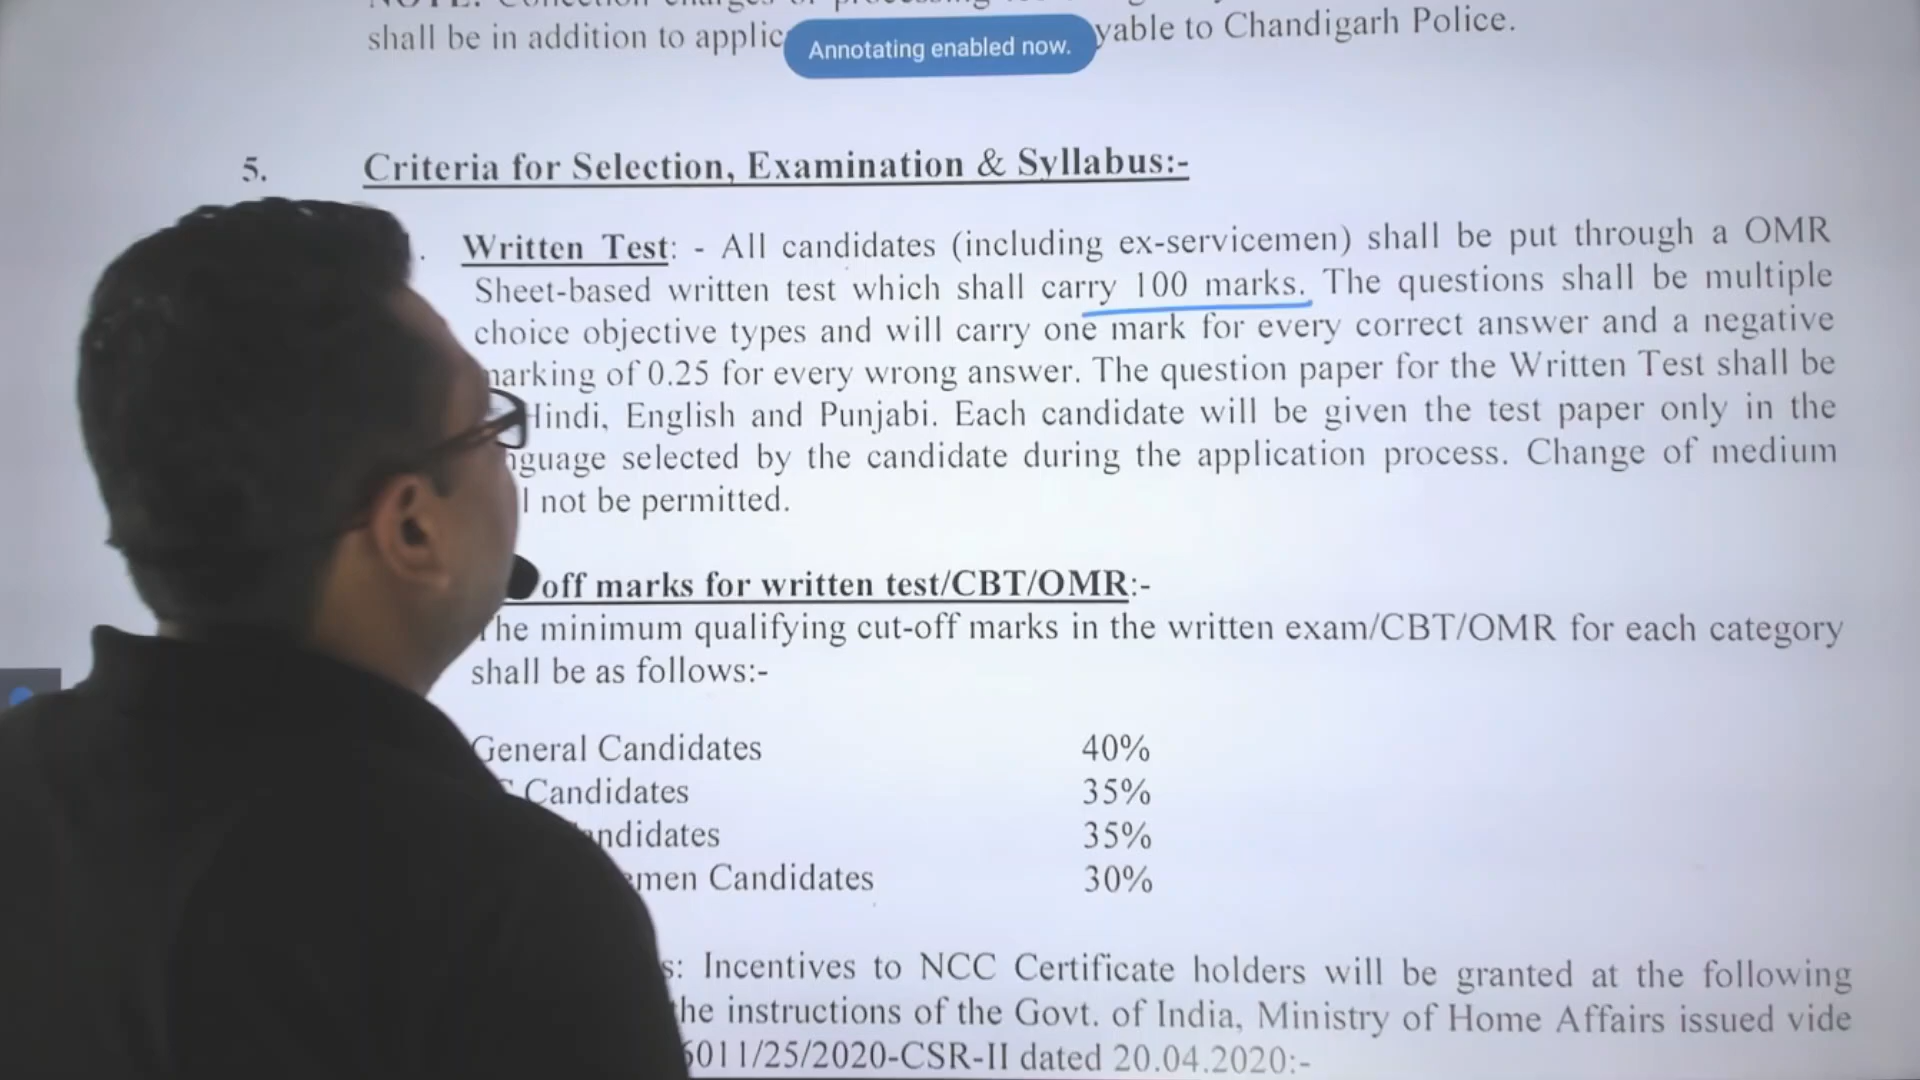 shall be in addition to applic yable to Chandigarh Police.
Annotating enabled now.
5. Criteria for Selection, Examination & Syllabus:-
Written Test: - All candidates (including ex-servicemen) shall be put through a OMR
Sheet-based written test which shall carry 100 marks. The questions shall be multiple
choice objective types and will carry one mark for every correct answer and a negative
marking of 0.25 for every wrong answer. The question paper for the Written Test shall be
Hindi, English and Punjabi. Each candidate will be given the test paper only in the
nguage selected by the candidate during the application process. Change of medium
l not be permitted.
off marks for written test/CBT/OMR:-
The minimum qualifying cut-off marks in the written exam/CBT/OMR for each category
shall be as follows:-
General Candidates 40%
Candidates 35%
ndidates 35%
men Candidates 30%
s: Incentives to NCC Certificate holders will be granted at the following
the instructions of the Govt. of India, Ministry of Home Affairs issued vide
6011/25/2020-CSR-II dated 20.04.2020:-